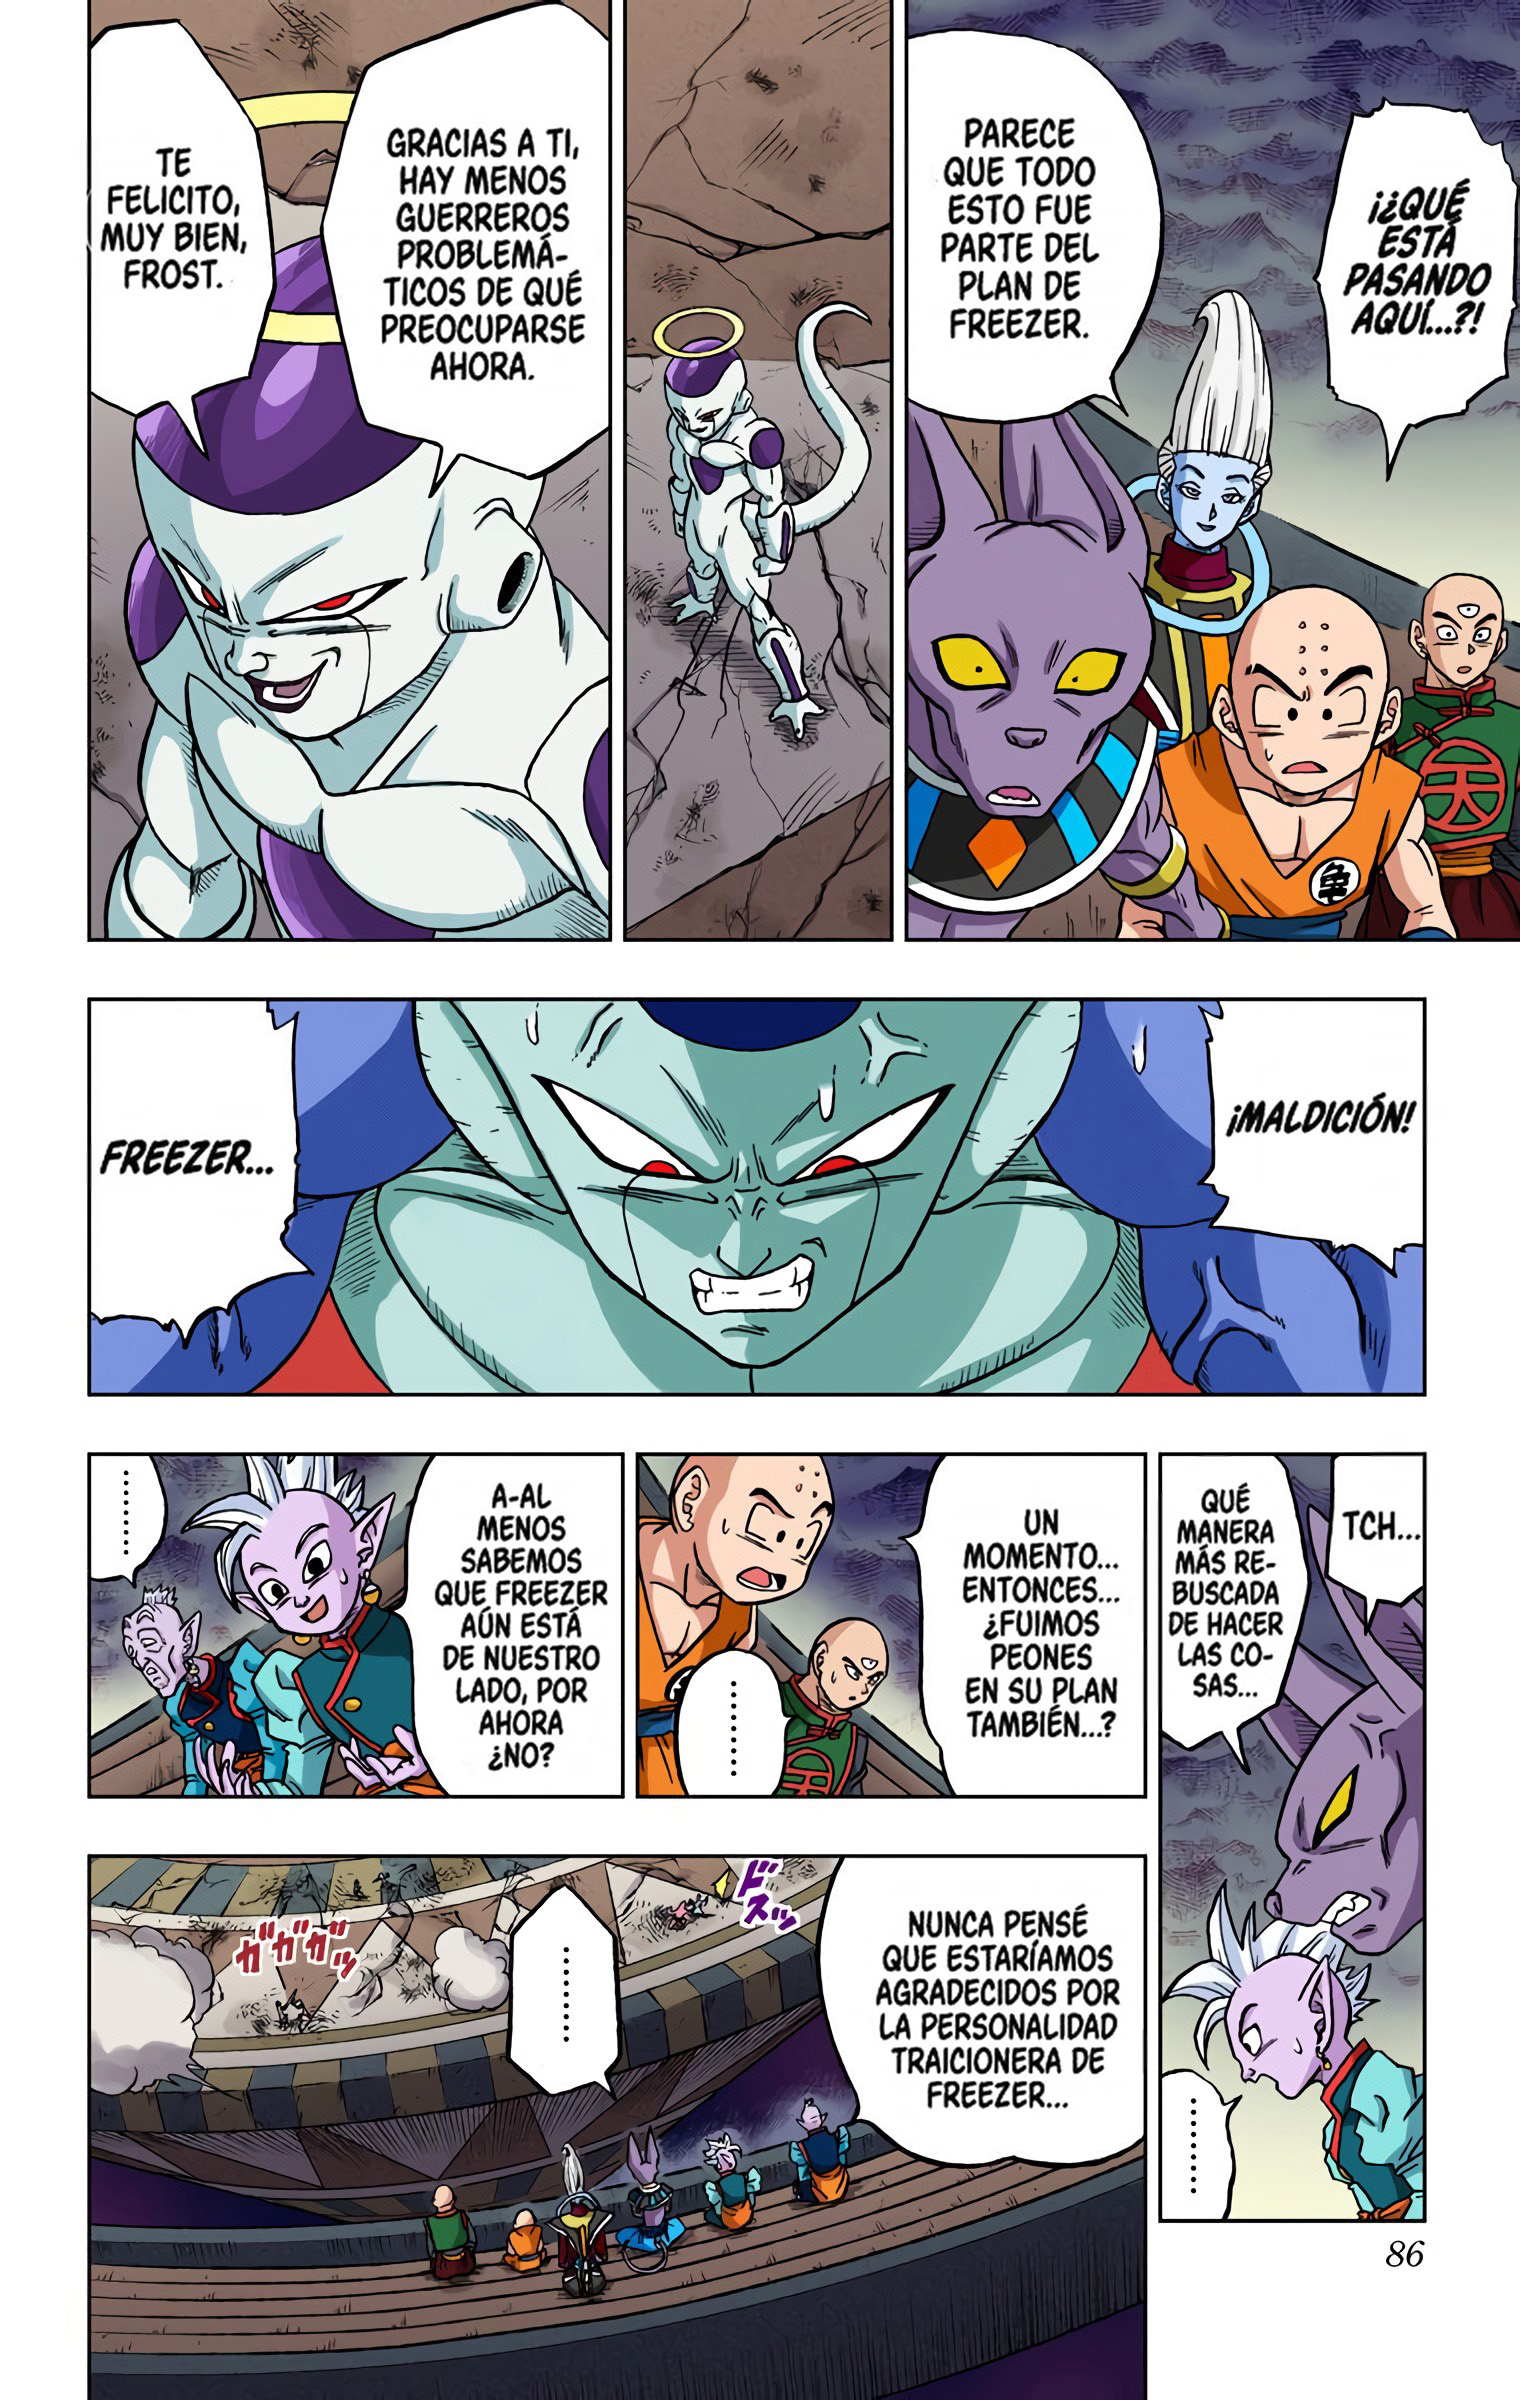 ¡¿QUÉ
ESTÁ
PASANDO
AQUÍ...?!
PARECE
QUE TODO
ESTO FUE
PARTE DEL
PLAN DE
FREEZER.
GRACIAS A TI,
HAY MENOS
GUERREROS
PROBLEMÁ-
TICOS DE QUÉ
PREOCUPARSE
AHORA.
TE
FELICITO,
MUY BIEN,
FROST.
¡MALDICIÓN!
FREEZER...
TCH...
QUÉ
MANERA
MÁS RE-
BUSCADA
DE HACER
LAS CO-
SAS...
........
UN
MOMENTO...
ENTONCES...
¿FUIMOS
PEONES
EN SU PLAN
TAMBIÉN...?
........
A-AL
MENOS
SABEMOS
QUE FREEZER
AÚN ESTÁ
DE NUESTRO
LADO, POR
AHORA
¿NO?
........
NUNCA PENSÉ
QUE ESTARÍAMOS
AGRADECIDOS POR
LA PERSONALIDAD
TRAICIONERA DE
FREEZER...
ドスッ
........
ガガガッ
亀
天
86